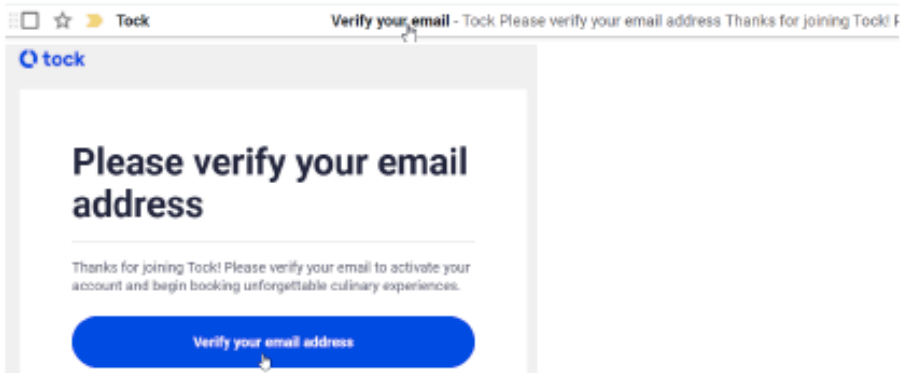 Tock Verify your email - Tock Please verify your email address Thanks for joining Tock!
tock
Please verify your email
address
Thanks for joining Tock! Please verify your email to activate your
account and begin booking unforgettable culinary experiences.
Verify your email address